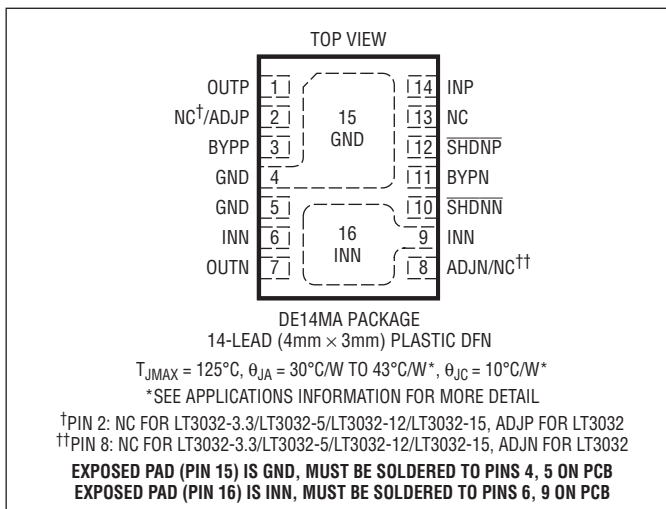 TOP VIEW
OUTP 1 14 INP
NC†/ADJP 2 15 13 NC
BYPP 3 GND 12 S̅H̅D̅N̅P̅
GND 4 11 BYPN
GND 5 10 S̅H̅D̅N̅N̅
INN 6 16 9 INN
OUTN 7 INN 8 ADJN/NC††
DE14MA PACKAGE
14-LEAD (4mm × 3mm) PLASTIC DFN
TJMAX = 125°C, θJA = 30°C/W TO 43°C/W*, θJC = 10°C/W*
*SEE APPLICATIONS INFORMATION FOR MORE DETAIL
†PIN 2: NC FOR LT3032-3.3/LT3032-5/LT3032-12/LT3032-15, ADJP FOR LT3032
††PIN 8: NC FOR LT3032-3.3/LT3032-5/LT3032-12/LT3032-15, ADJN FOR LT3032
EXPOSED PAD (PIN 15) IS GND, MUST BE SOLDERED TO PINS 4, 5 ON PCB
EXPOSED PAD (PIN 16) IS INN, MUST BE SOLDERED TO PINS 6, 9 ON PCB